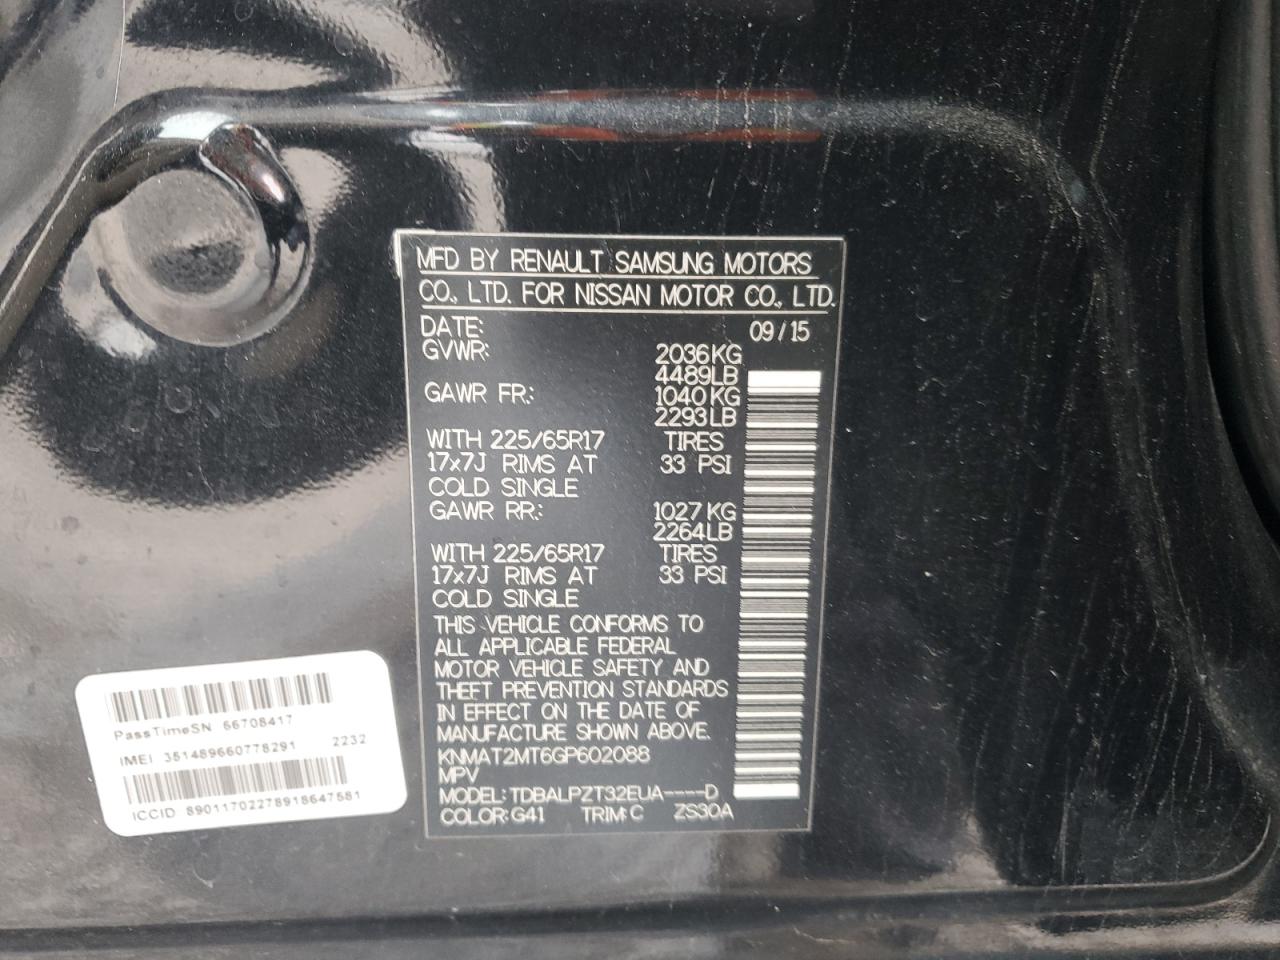 MFD BY RENAULT SAMSUNG MOTORS
CO., LTD. FOR NISSAN MOTOR CO., LTD.
DATE: 09/15
GVWR: 2036KG
4489LB
GAWR FR: 1040KG
2293LB
WITH 225/65R17 TIRES
17x7J RIMS AT 33 PSI
COLD SINGLE
GAWR RR: 1027KG
2264LB
WITH 225/65R17 TIRES
17x7J RIMS AT 33 PSI
COLD SINGLE
THIS VEHICLE CONFORMS TO
ALL APPLICABLE FEDERAL
MOTOR VEHICLE SAFETY AND
THEFT PREVENTION STANDARDS
IN EFFECT ON THE DATE OF
MANUFACTURE SHOWN ABOVE.
KNMAT2MT6GP602088
MPV
MODEL: TDBALPZT32EUA----D
COLOR: G41 TRIM: C ZS30A
PassTimeSN 66708417
IMEI 351489660778291 2232
ICCID 89011702278918647581